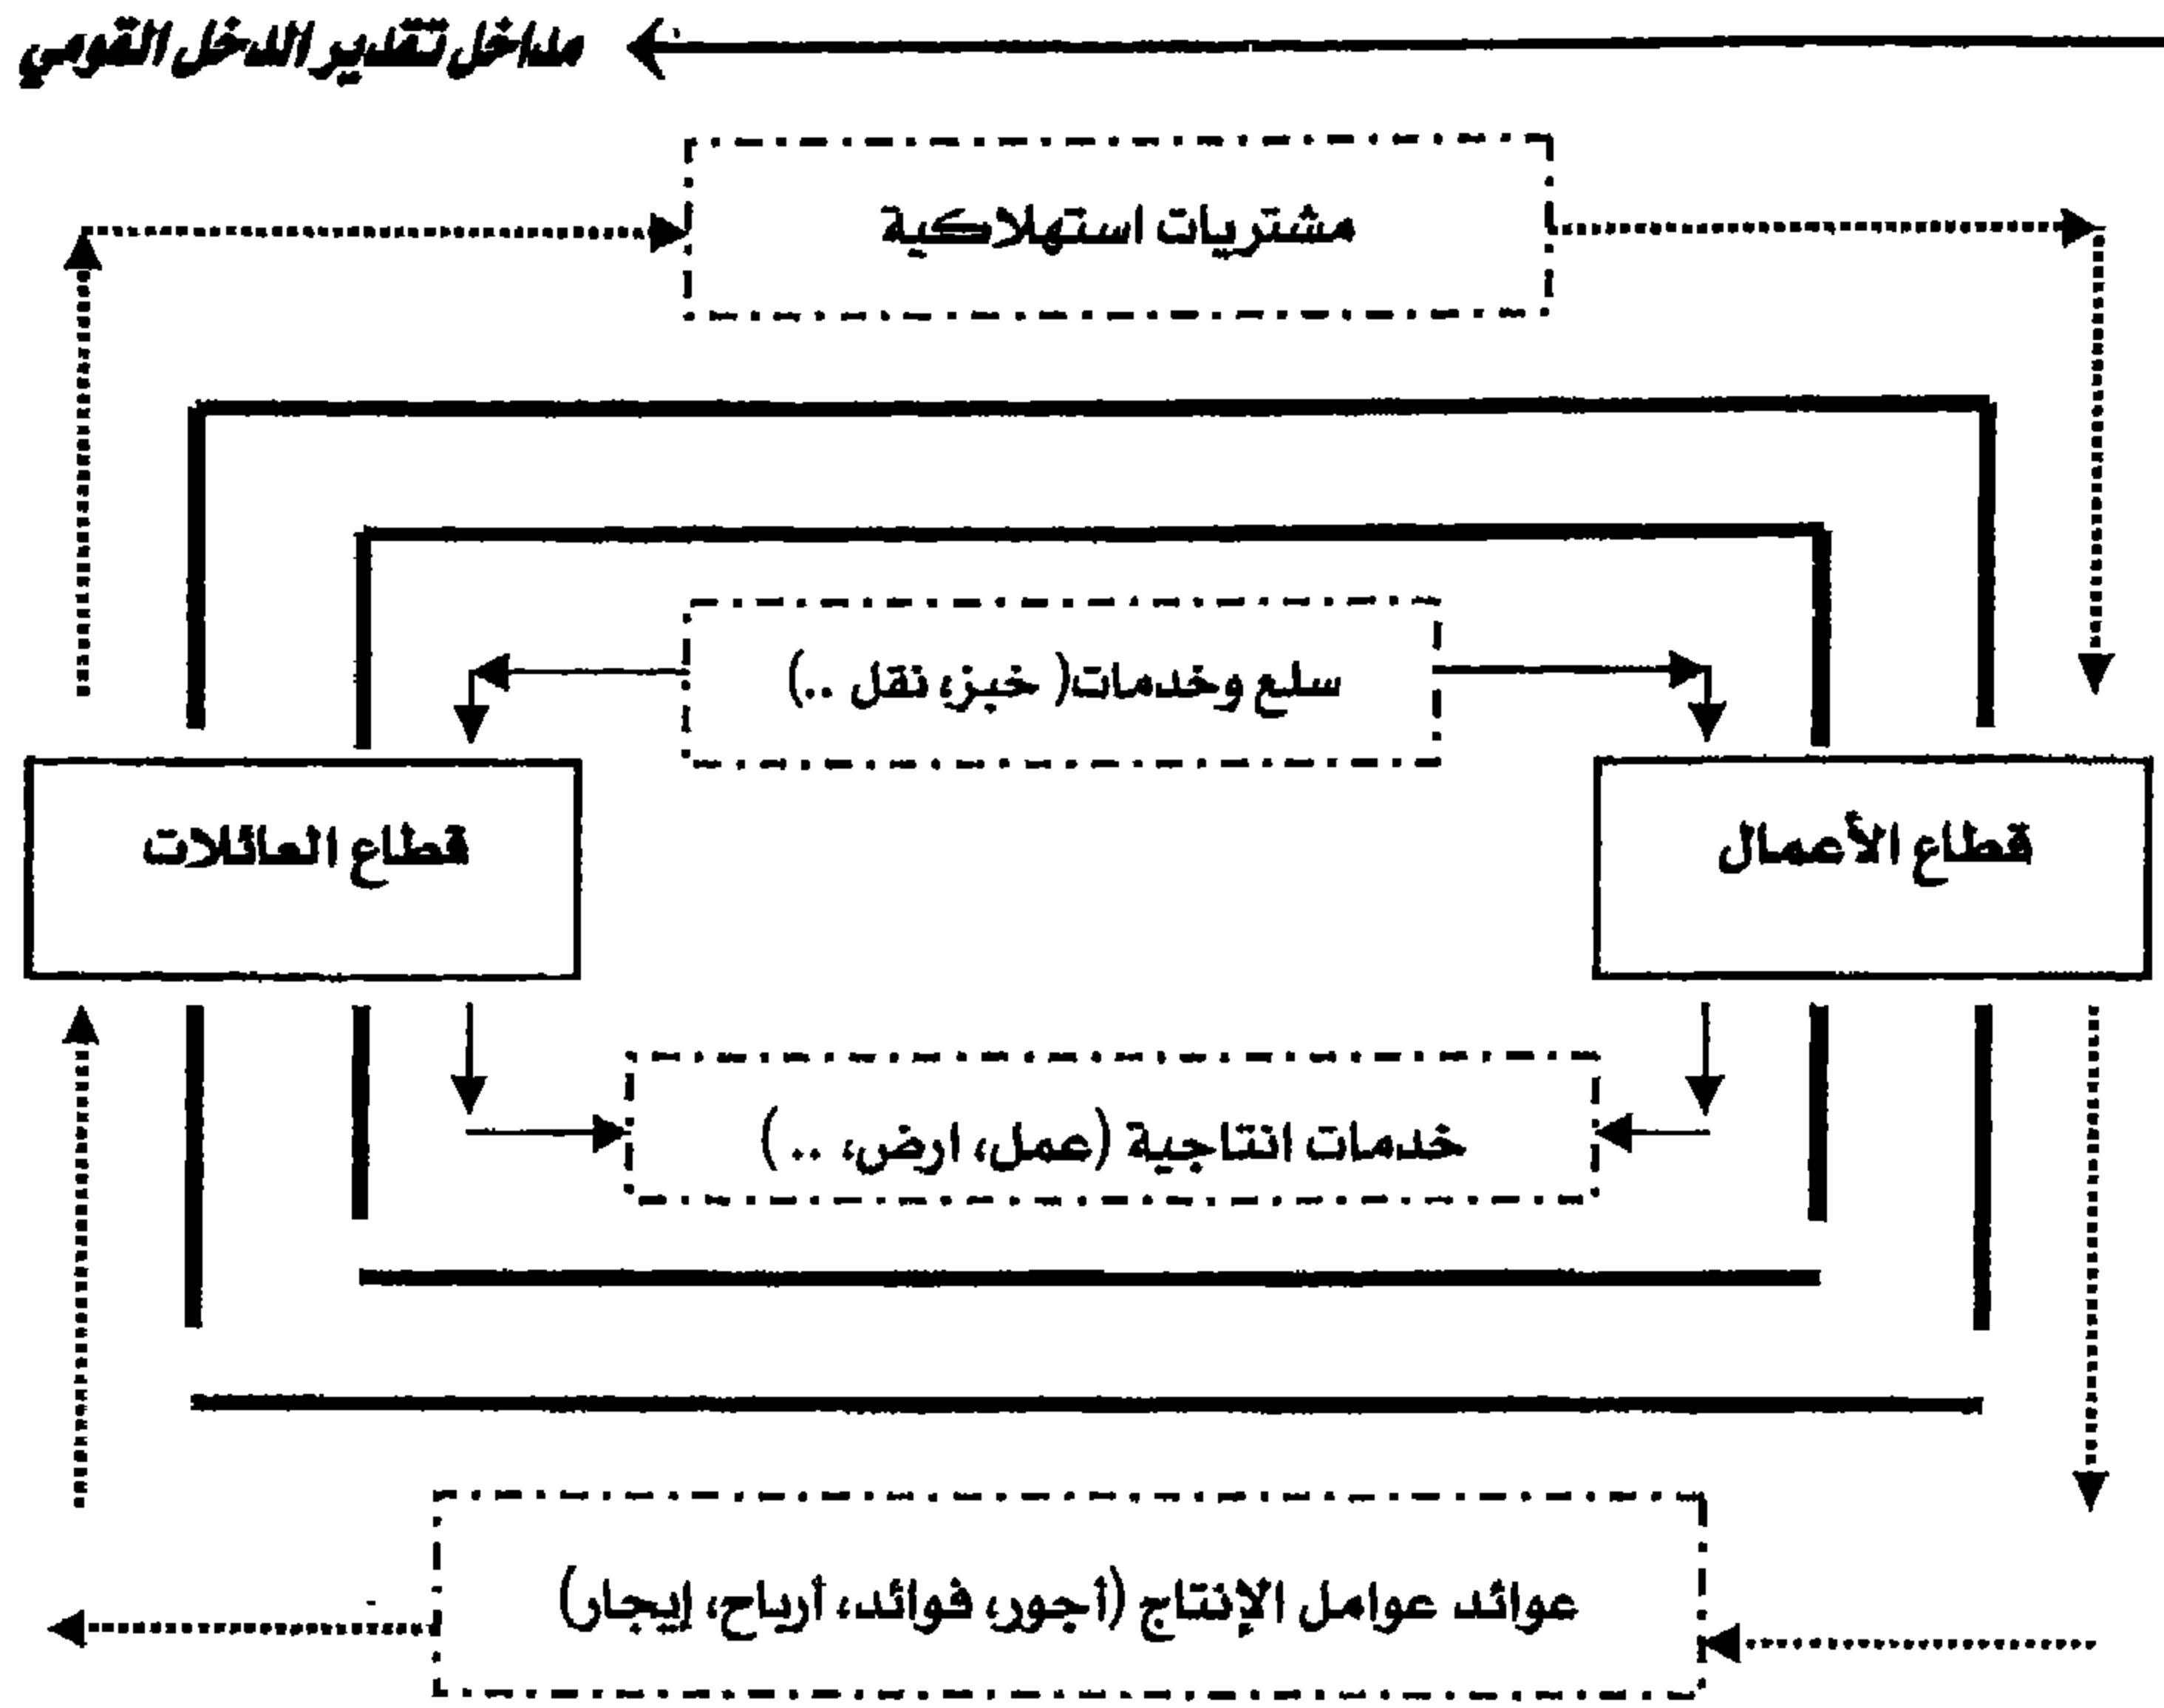 مداخل تقدير الدخل القومي
مشتريات استهلاكية
سلع وخدمات( خبز، نقل ..)
قطاع الأعمال
قطاع العائلات
خدمات انتاجية (عمل، ارض، ..)
عوائد عوامل الإنتاج (أجور، فوائد، أرباح، إيجار)